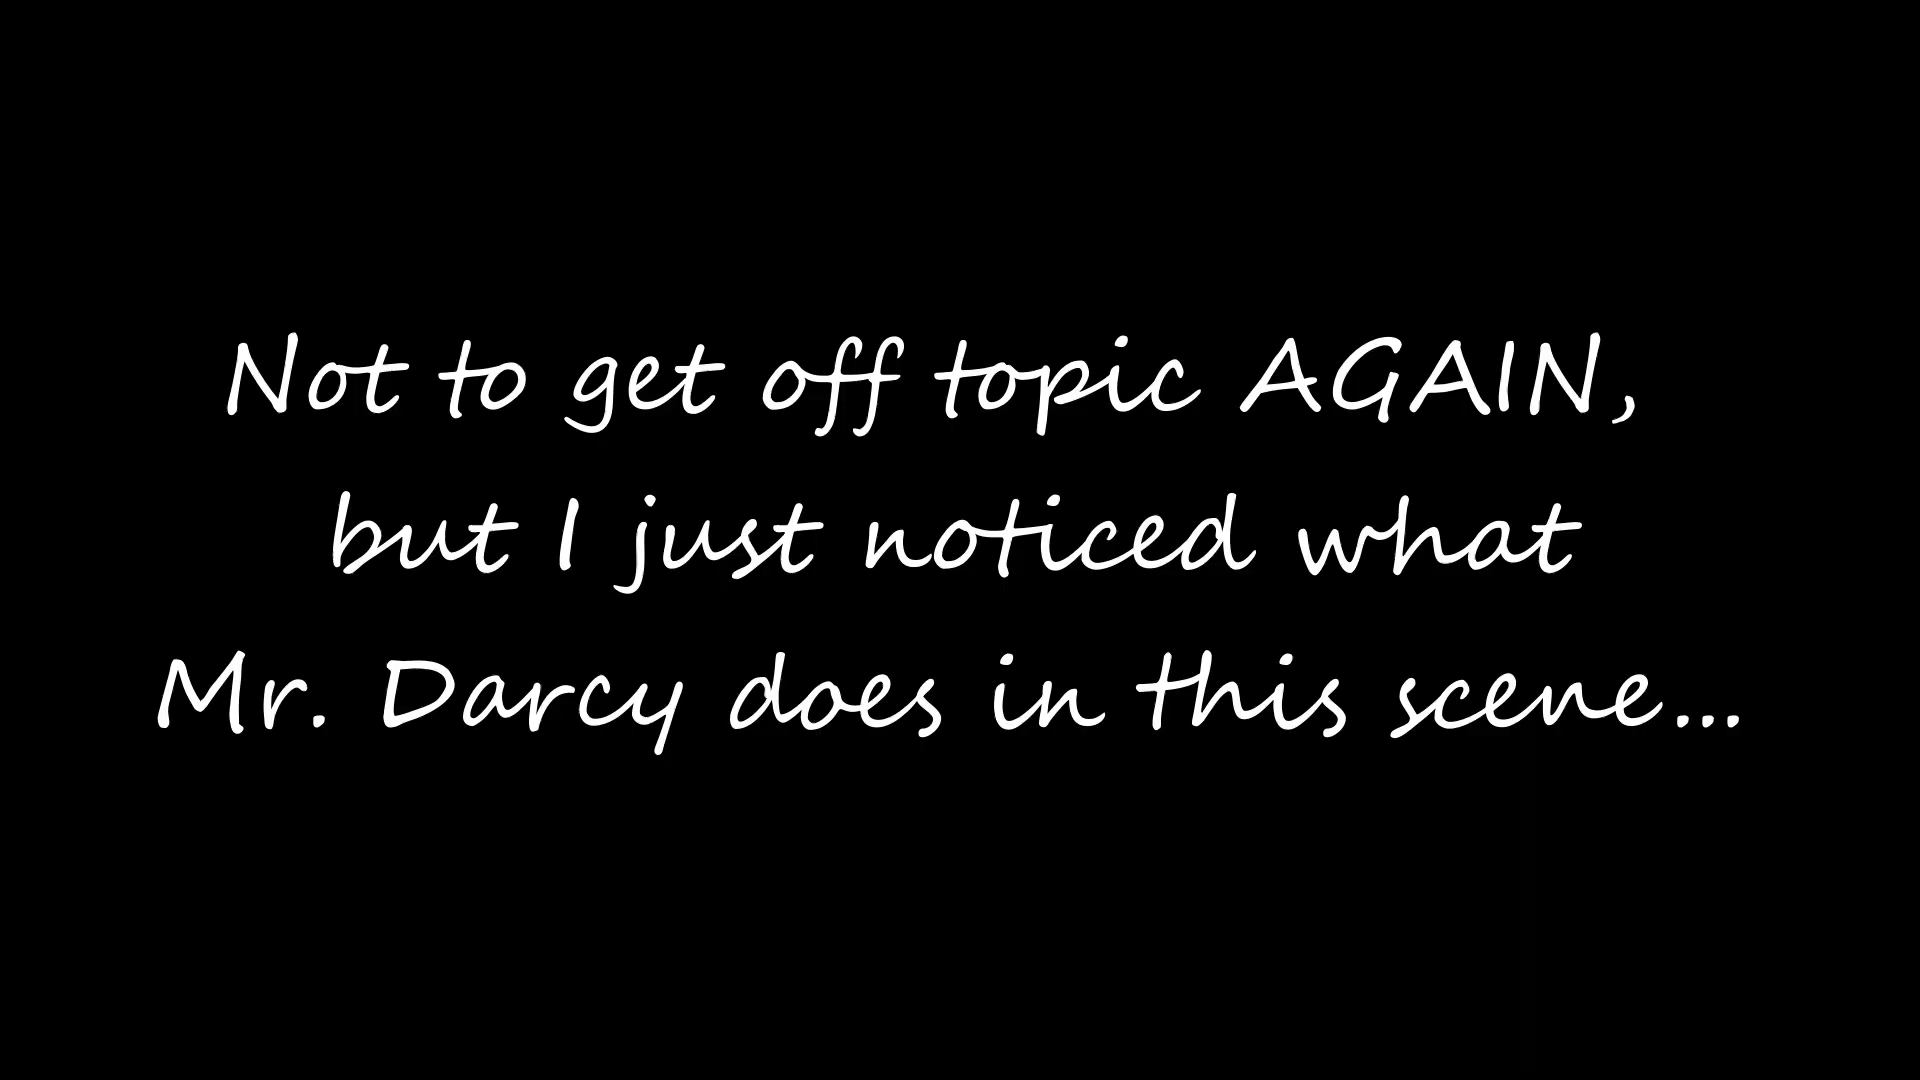 Not to get off topic AGAIN,
but I just noticed what
Mr. Darcy does in this scene...